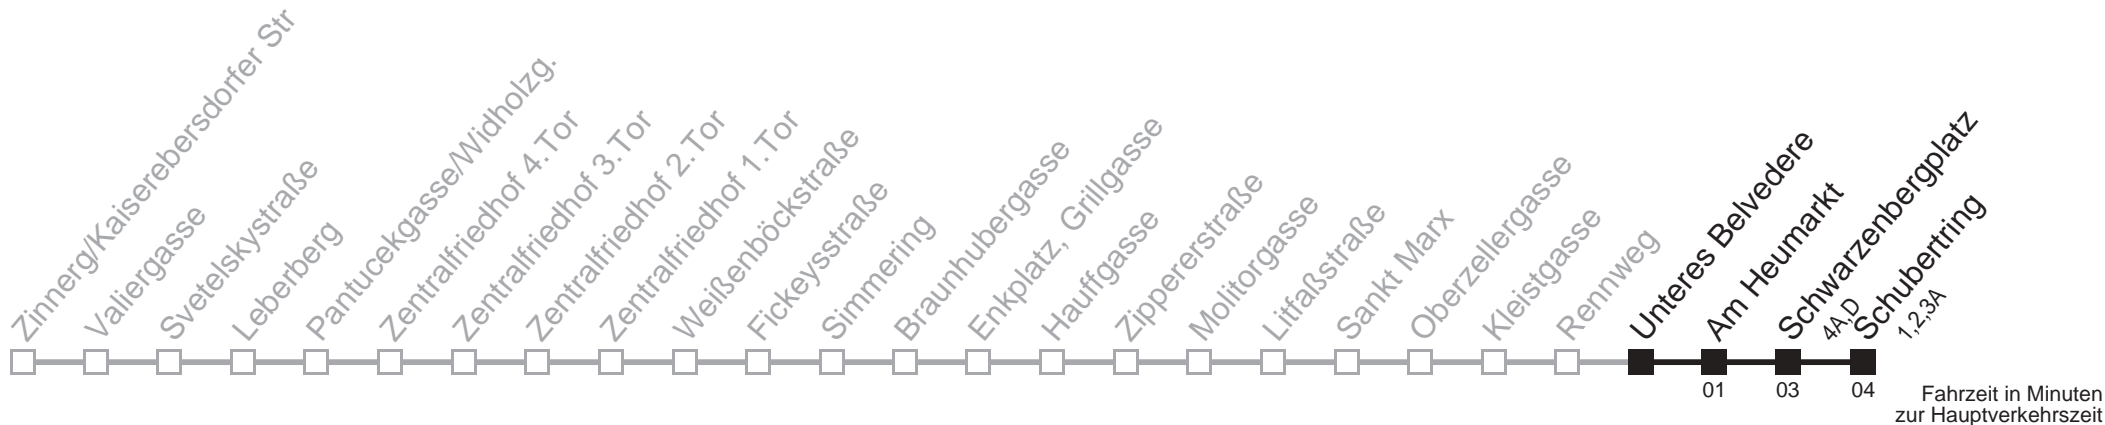 Zinnerg/Kaiserebersdorfer Str
Valiergasse
Svetelskystraße
Leberberg
Pantucekgasse/Widholzg.
Zentralfriedhof 4.Tor
Zentralfriedhof 3.Tor
Zentralfriedhof 2.Tor
Zentralfriedhof 1.Tor
Weißenböckstraße
Fickeysstraße
Simmering
Braunhubergasse
Enkplatz, Grillgasse
Hauffgasse
Zippererstraße
Molitorgasse
Litfaßstraße
Sankt Marx
Oberzellergasse
Kleistgasse
Rennweg
Unteres Belvedere
Am Heumarkt
Schwarzenbergplatz
4A,D
Schubertring
1,2,3A
01
03
04
Fahrzeit in Minuten
zur Hauptverkehrszeit